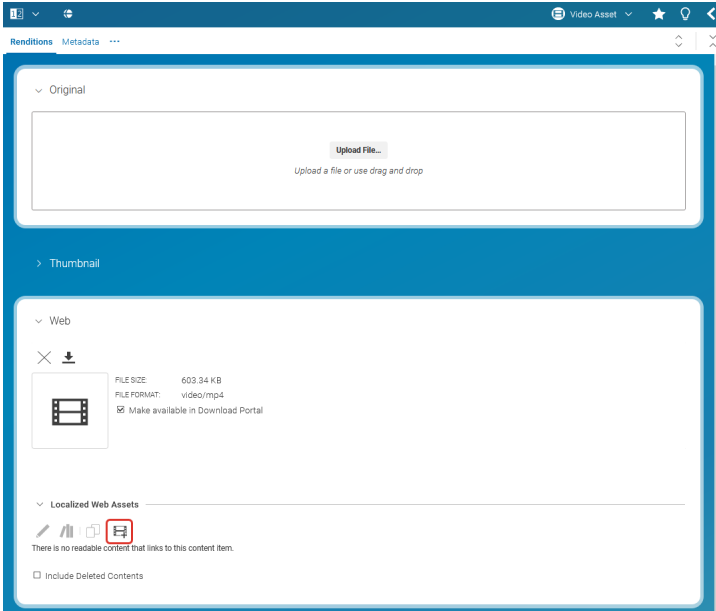 Video Asset
Renditions Metadata ...
Original
Upload File...
Upload a file or use drag and drop
Thumbnail
Web
FILE SIZE: 603.34 KB
FILE FORMAT: video/mp4
Make available in Download Portal
Localized Web Assets
There is no readable content that links to this content item.
Include Deleted Contents